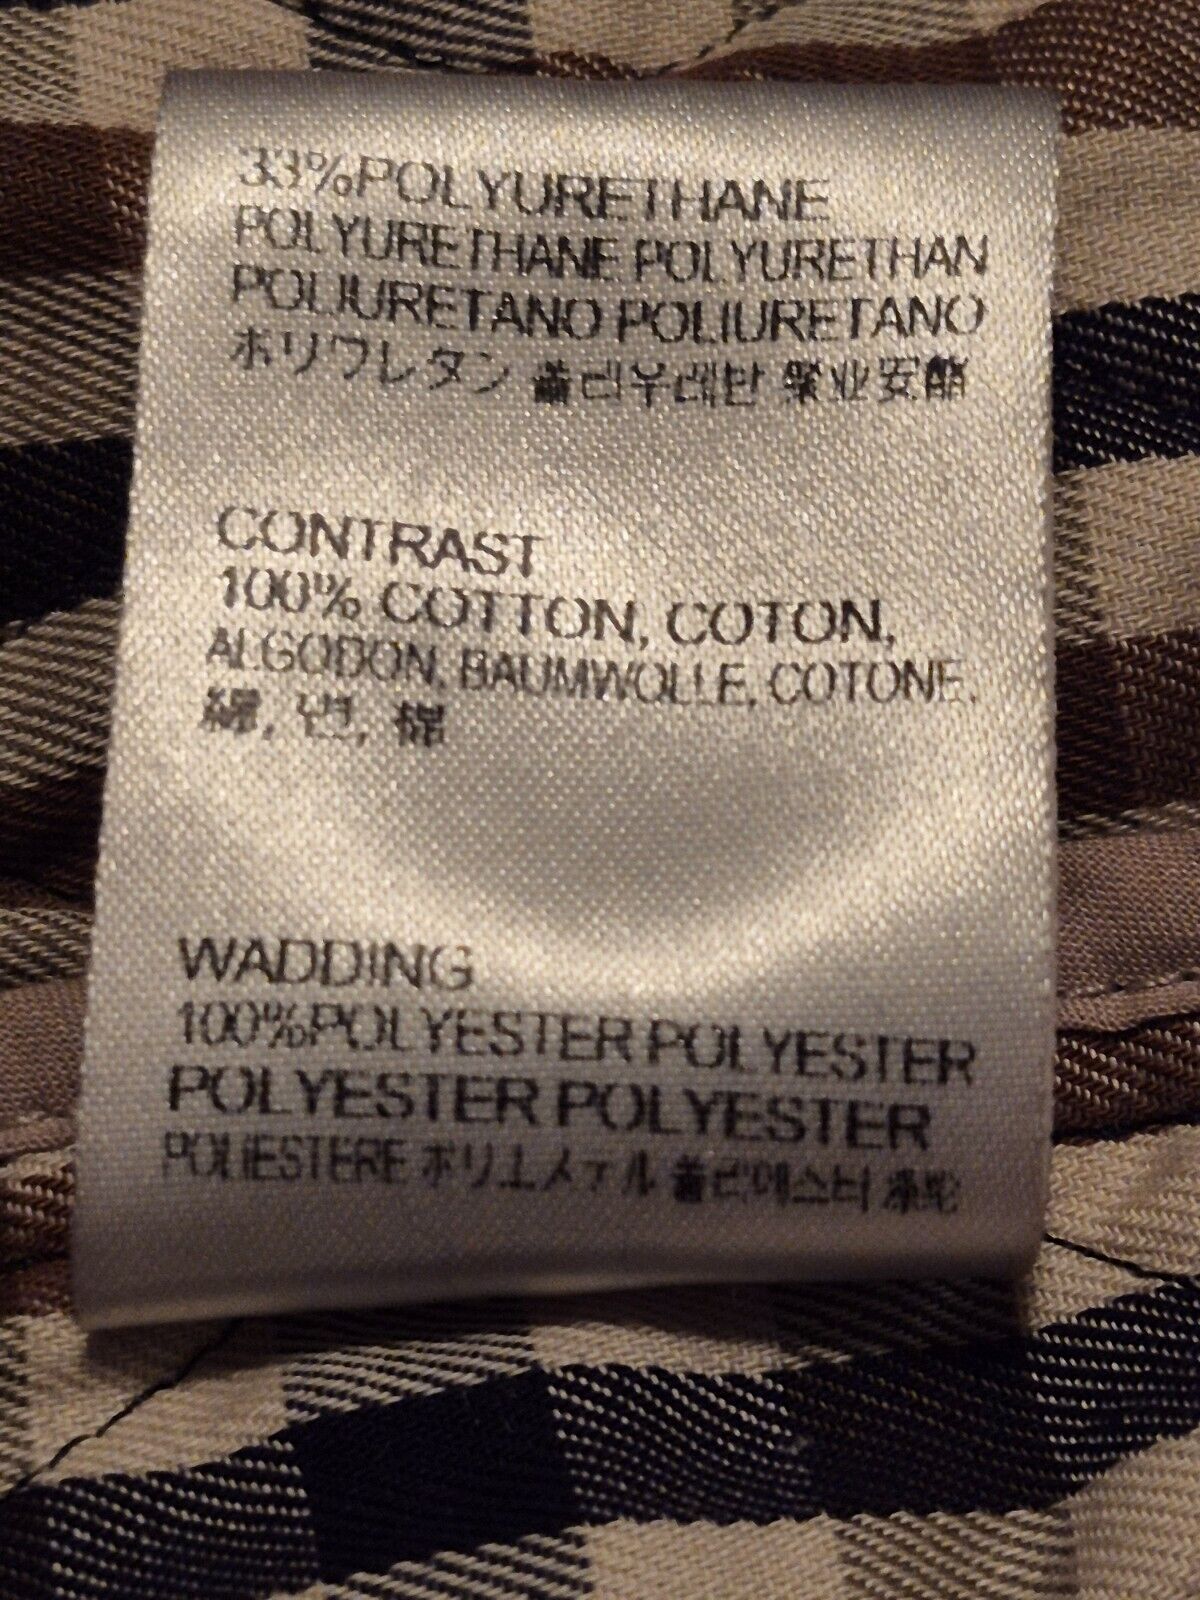 33%POLYURETHANE
POLYURETHANE POLYURETHAN
POLIURETANO POLIURETANO
ポリウレタン 폴리우레탄 聚业安酯
CONTRAST
100% COTTON, COTON,
ALGODON, BAUMWOLLE, COTONE,
綿, 면, 棉
WADDING
100%POLYESTER POLYESTER
POLYESTER POLYESTER
POLIESTERE ポリエステル 폴리에스터